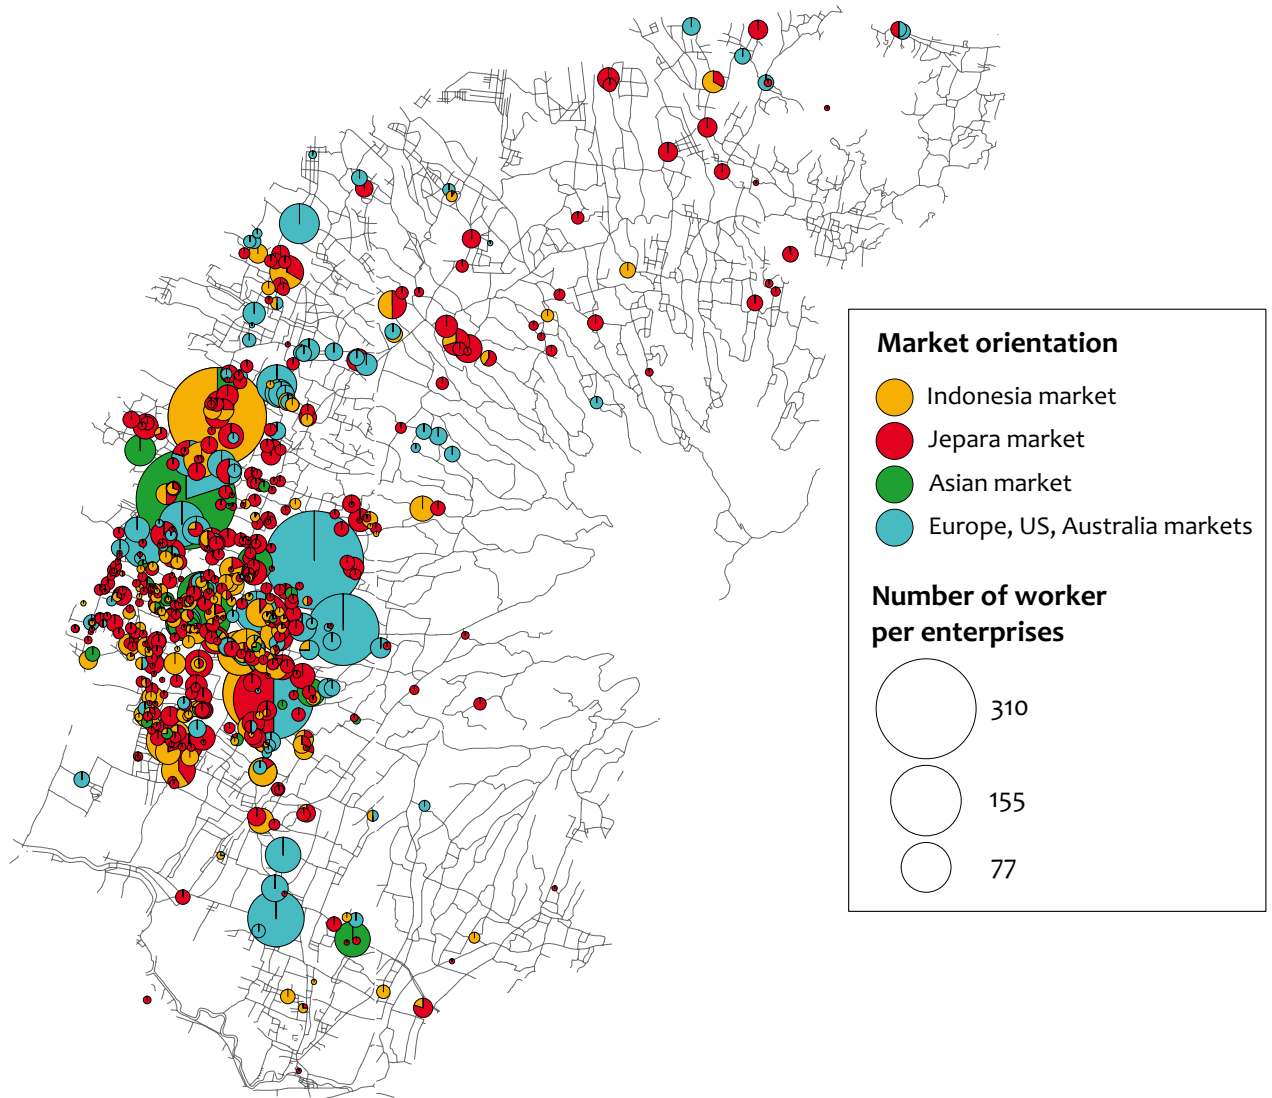 Market orientation
Indonesia market
Jepara market
Asian market
Europe, US, Australia markets
Number of worker
per enterprises
310
155
77